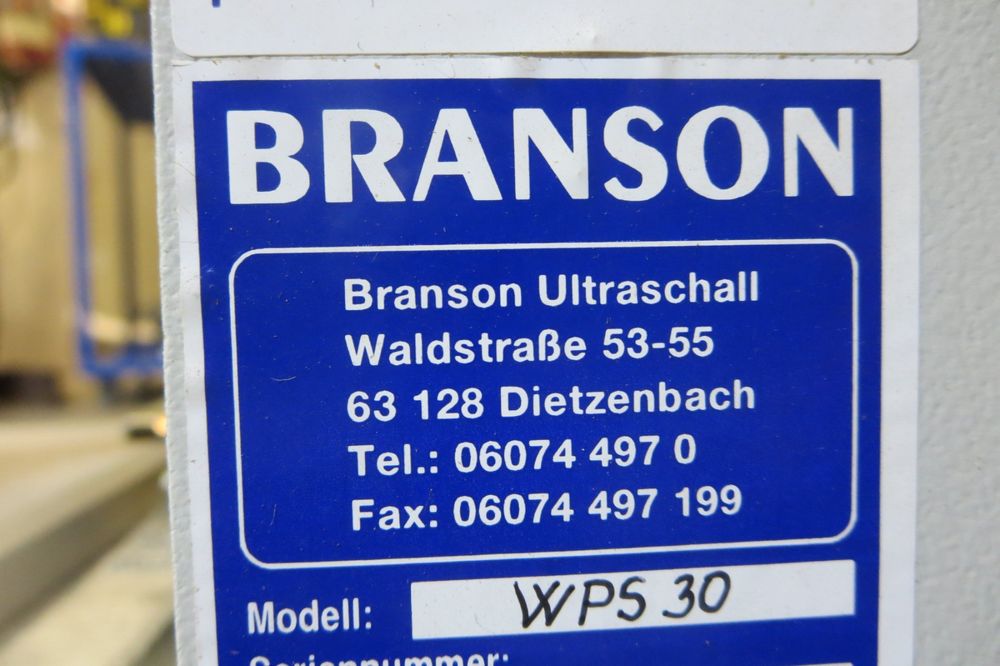 BRANSON
Branson Ultraschall
Waldstraße 53-55
63 128 Dietzenbach
Tel.: 06074 497 0
Fax: 06074 497 199
Modell: WPS 30
Seriennummer: